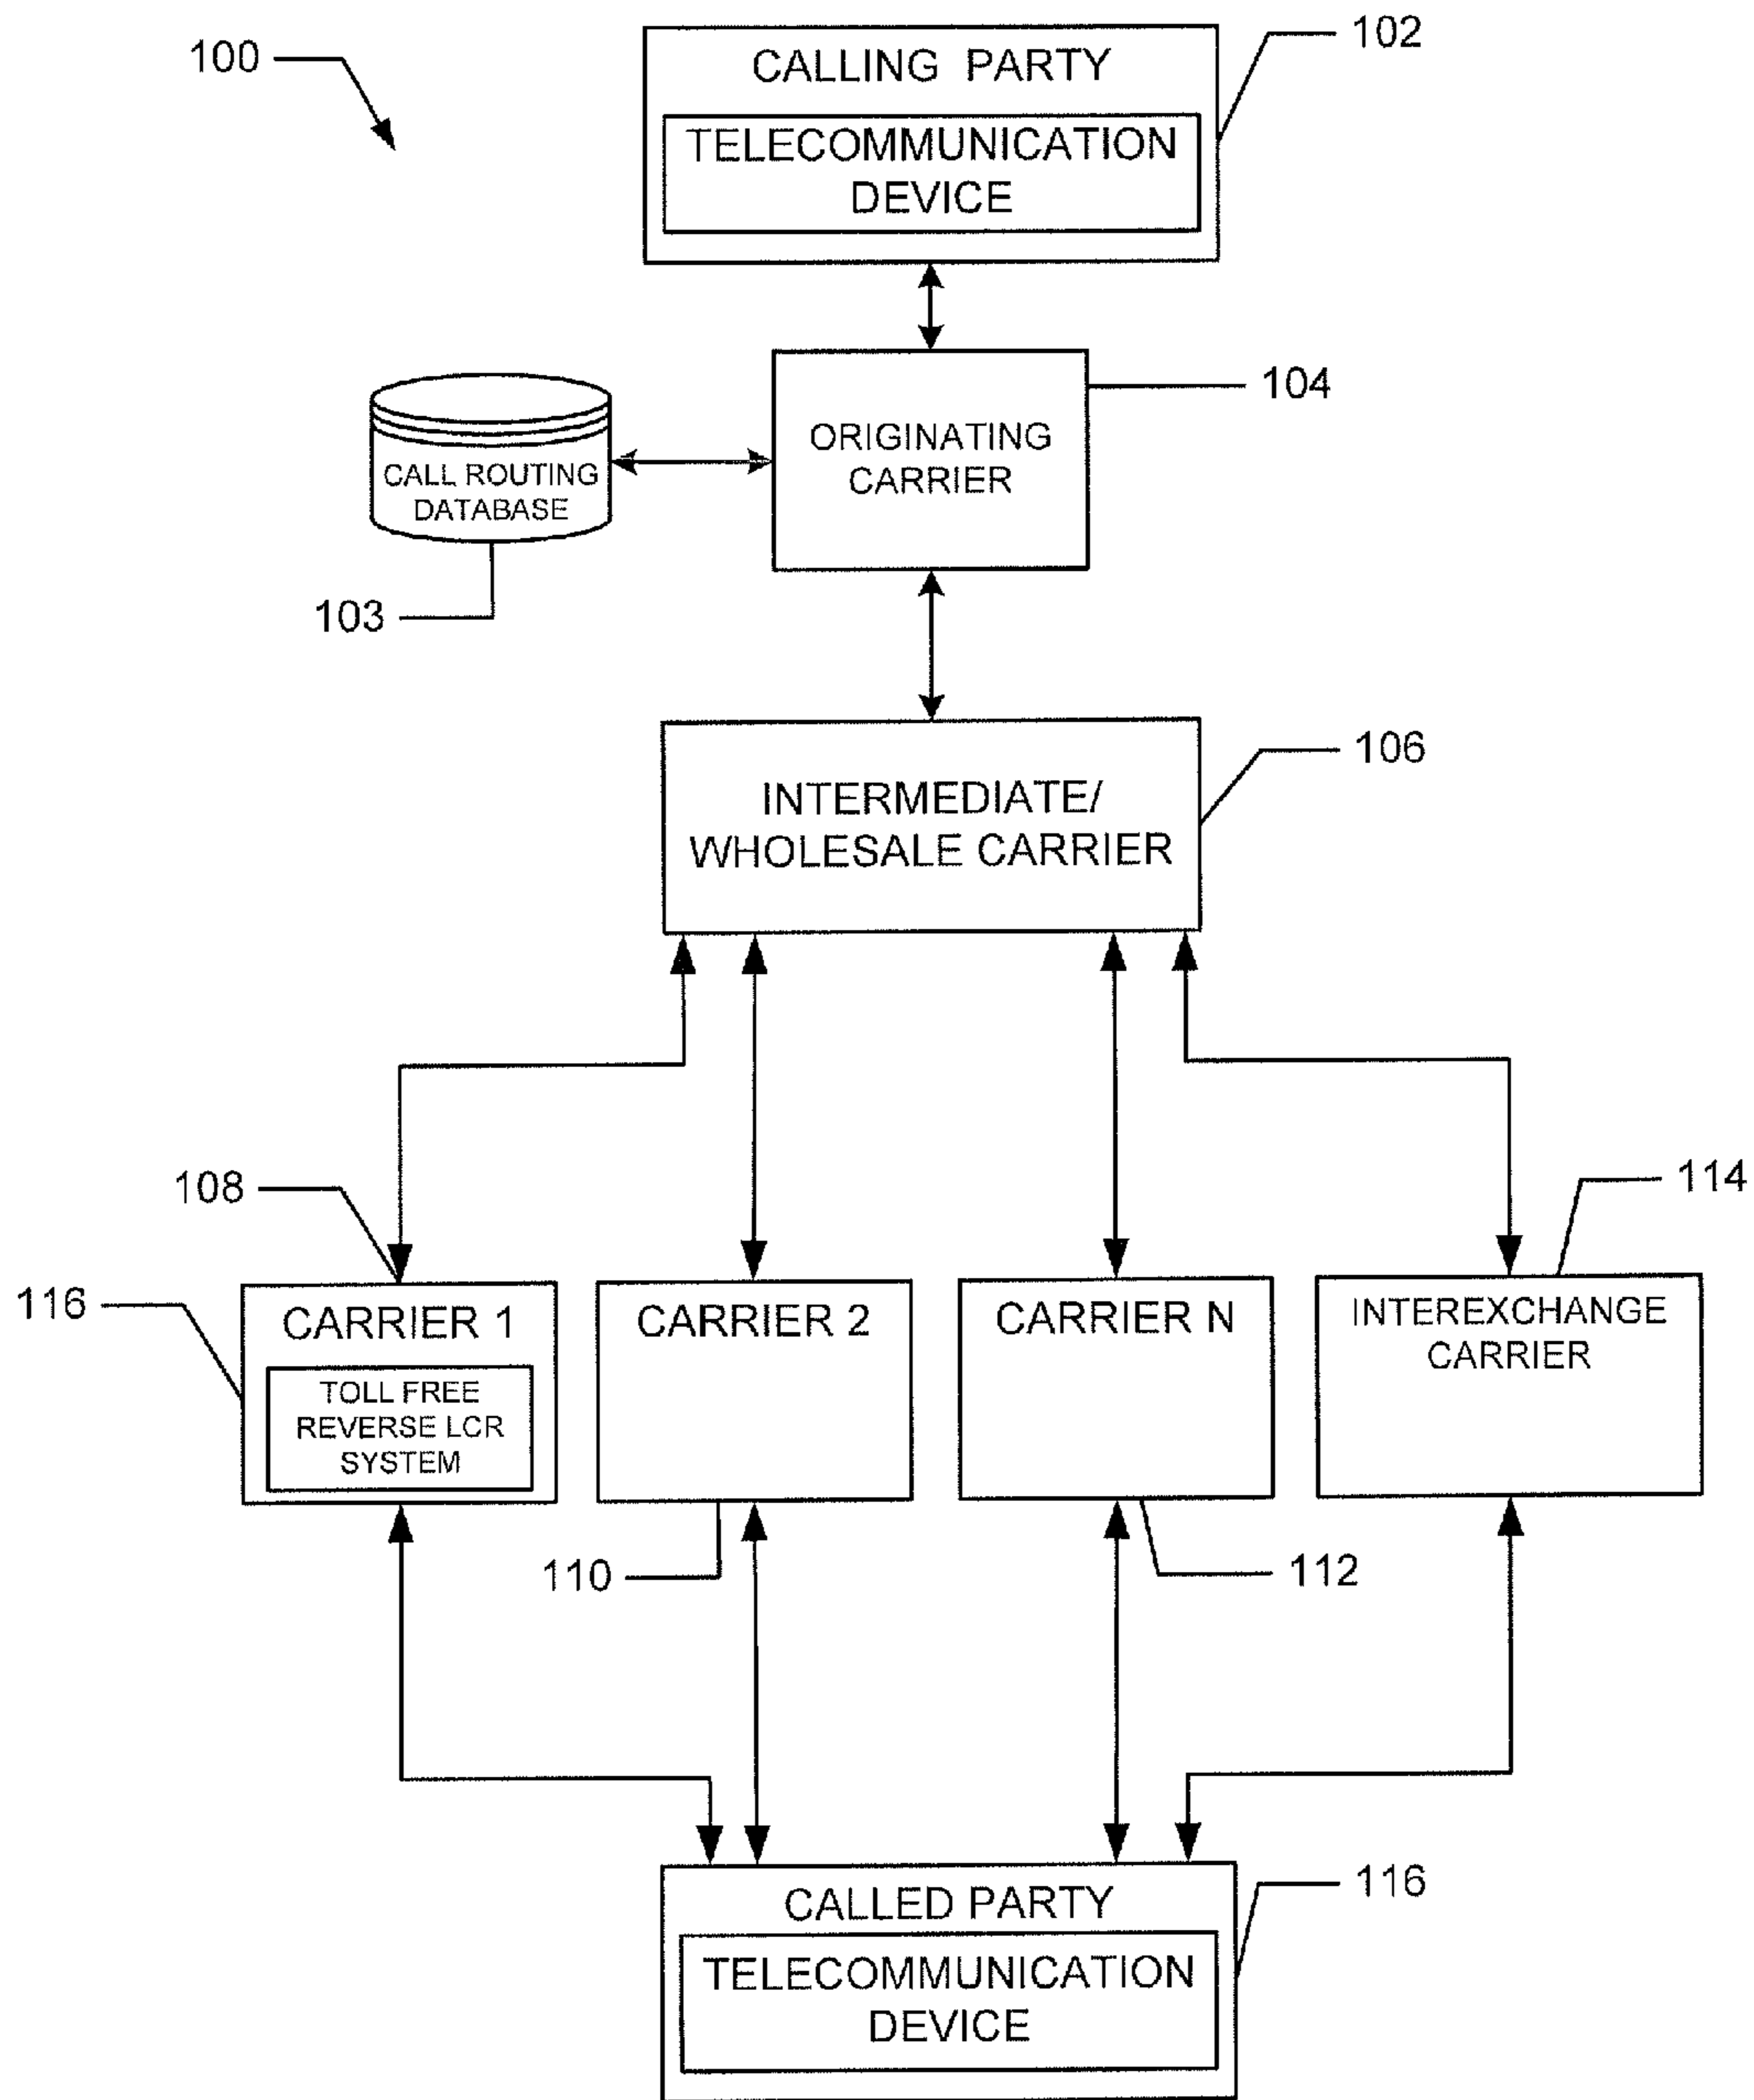 100
CALLING PARTY
102
TELECOMMUNICATION
DEVICE
104
ORIGINATING
CARRIER
CALL ROUTING
DATABASE
103
106
INTERMEDIATE/
WHOLESALE CARRIER
108
114
116
CARRIER 1
TOLL FREE
REVERSE LCR
SYSTEM
CARRIER 2
CARRIER N
INTEREXCHANGE
CARRIER
110
112
CALLED PARTY
116
TELECOMMUNICATION
DEVICE